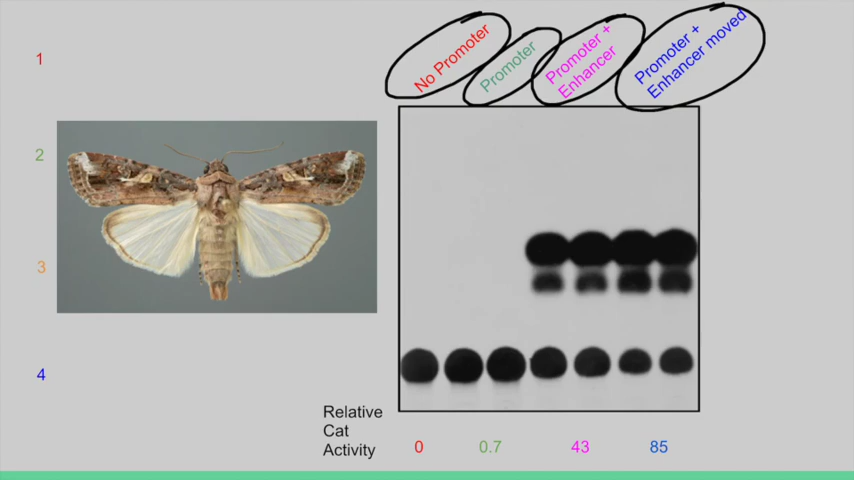 No Promoter
Promoter
Promoter +
Enhancer
Promoter +
Enhancer moved
1
2
3
4
Relative
Cat
Activity
0
0.7
43
85